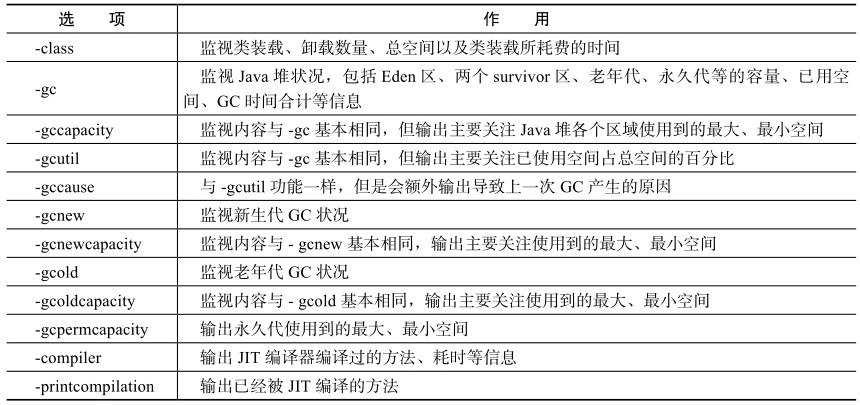 选 项 作 用
-class 监视类装载、卸载数量、总空间以及类装载所耗费的时间
-gc 监视 Java 堆状况，包括 Eden 区、两个 survivor 区、老年代、永久代等的容量、已用空
间、GC 时间合计等信息
-gccapacity 监视内容与 -gc 基本相同，但输出主要关注 Java 堆各个区域使用到的最大、最小空间
-gcutil 监视内容与 -gc 基本相同，但输出主要关注已使用空间占总空间的百分比
-gccause 与 -gcutil 功能一样，但是会额外输出导致上一次 GC 产生的原因
-gcnew 监视新生代 GC 状况
-gcnewcapacity 监视内容与 - gcnew 基本相同，输出主要关注使用到的最大、最小空间
-gcold 监视老年代 GC 状况
-gcoldcapacity 监视内容与 - gcold 基本相同，输出主要关注使用到的最大、最小空间
-gcpermcapacity 输出永久代使用到的最大、最小空间
-compiler 输出 JIT 编译器编译过的方法、耗时等信息
-printcompilation 输出已经被 JIT 编译的方法